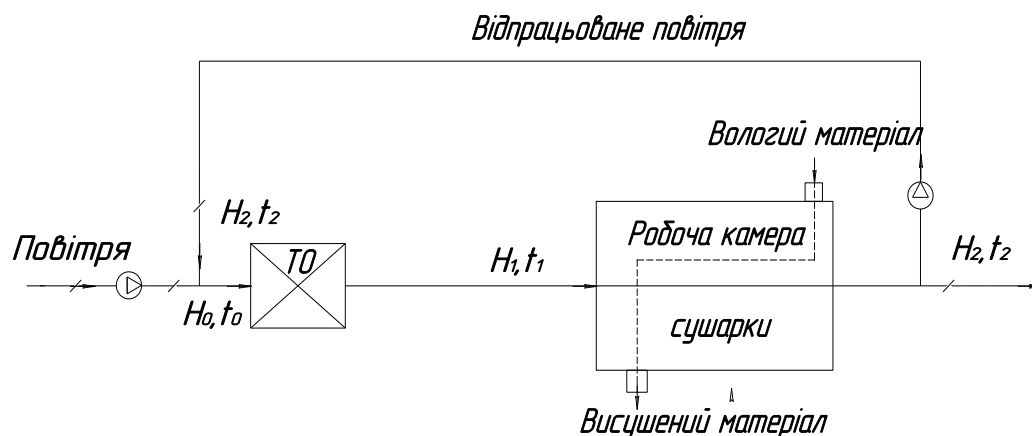 Відпрацьоване повітря
Вологий матеріал
H₂,t₂
Повітря
ТО
Робоча камера
H₁,t₁
H₂,t₂
H₀,t₀
сушарки
Висушений матеріал